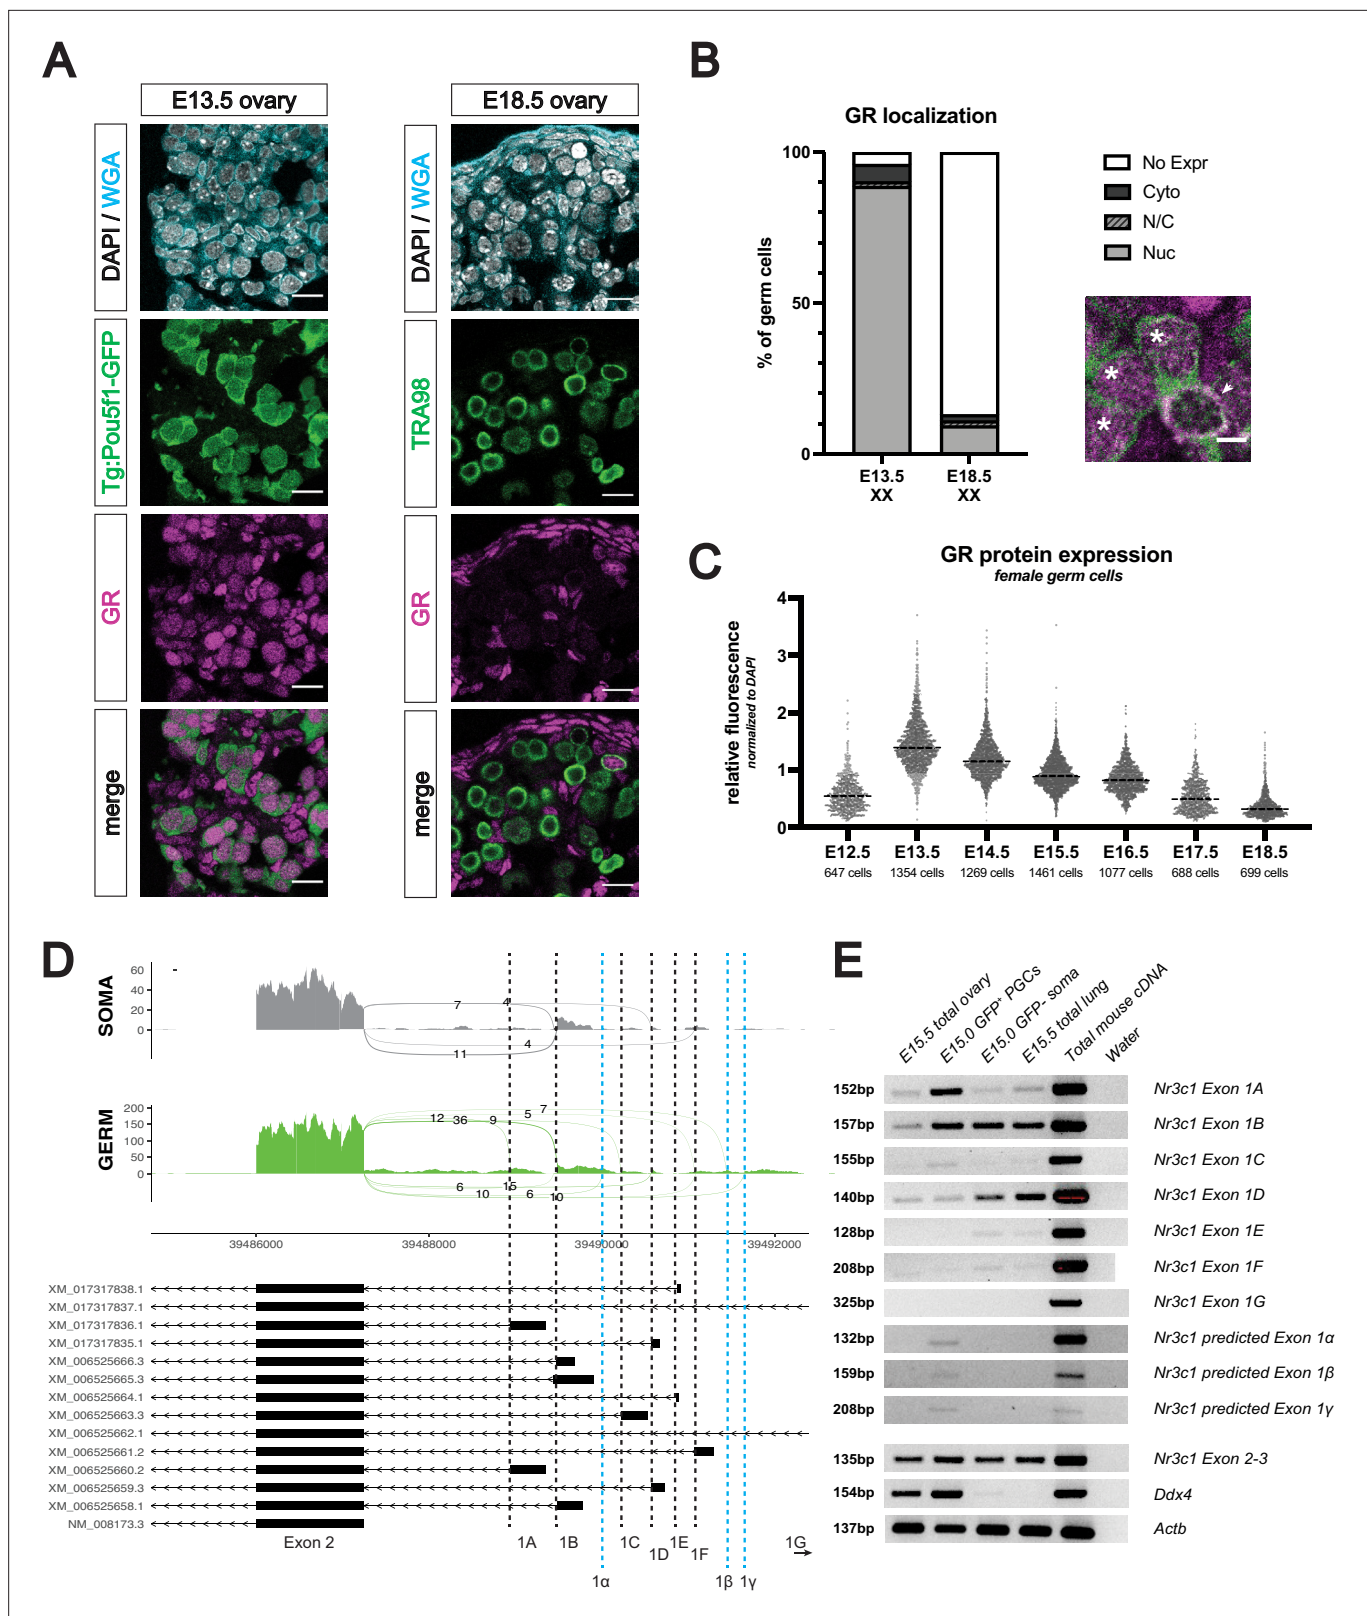 A
E13.5 ovary
E18.5 ovary
DAPI / WGA
DAPI / WGA
Tg:Pou5f1-GFP
TRA98
GR
GR
merge
merge
B
GR localization
100
50
0
% of germ cells
E13.5
XX
E18.5
XX
No Expr
Cyto
N/C
Nuc
* * *
C
GR protein expression
female germ cells
relative fluorescence
normalized to DAPI
4
3
2
1
0
E12.5 E13.5 E14.5 E15.5 E16.5 E17.5 E18.5
647 cells 1354 cells 1269 cells 1461 cells 1077 cells 688 cells 699 cells
D
SOMA
60
40
20
0
7 4
4
11
GERM
200
150
100
50
0
12 36 9 5 7
6 15
10 6 10
39486000 39488000 39490000 39492000
XM_017317838.1
XM_017317837.1
XM_017317836.1
XM_017317835.1
XM_006525666.3
XM_006525665.3
XM_006525664.1
XM_006525663.3
XM_006525662.1
XM_006525661.2
XM_006525660.2
XM_006525659.3
XM_006525658.1
NM_008173.3
Exon 2 1A 1B 1C 1D 1E 1F 1G
1α 1β 1γ
E
E15.5 total ovary
E15.0 GFP⁺ PGCs
E15.0 GFP- soma
E15.5 total lung
Total mouse cDNA
Water
152bp Nr3c1 Exon 1A
157bp Nr3c1 Exon 1B
155bp Nr3c1 Exon 1C
140bp Nr3c1 Exon 1D
128bp Nr3c1 Exon 1E
208bp Nr3c1 Exon 1F
325bp Nr3c1 Exon 1G
132bp Nr3c1 predicted Exon 1α
159bp Nr3c1 predicted Exon 1β
208bp Nr3c1 predicted Exon 1γ
135bp Nr3c1 Exon 2-3
154bp Ddx4
137bp Actb